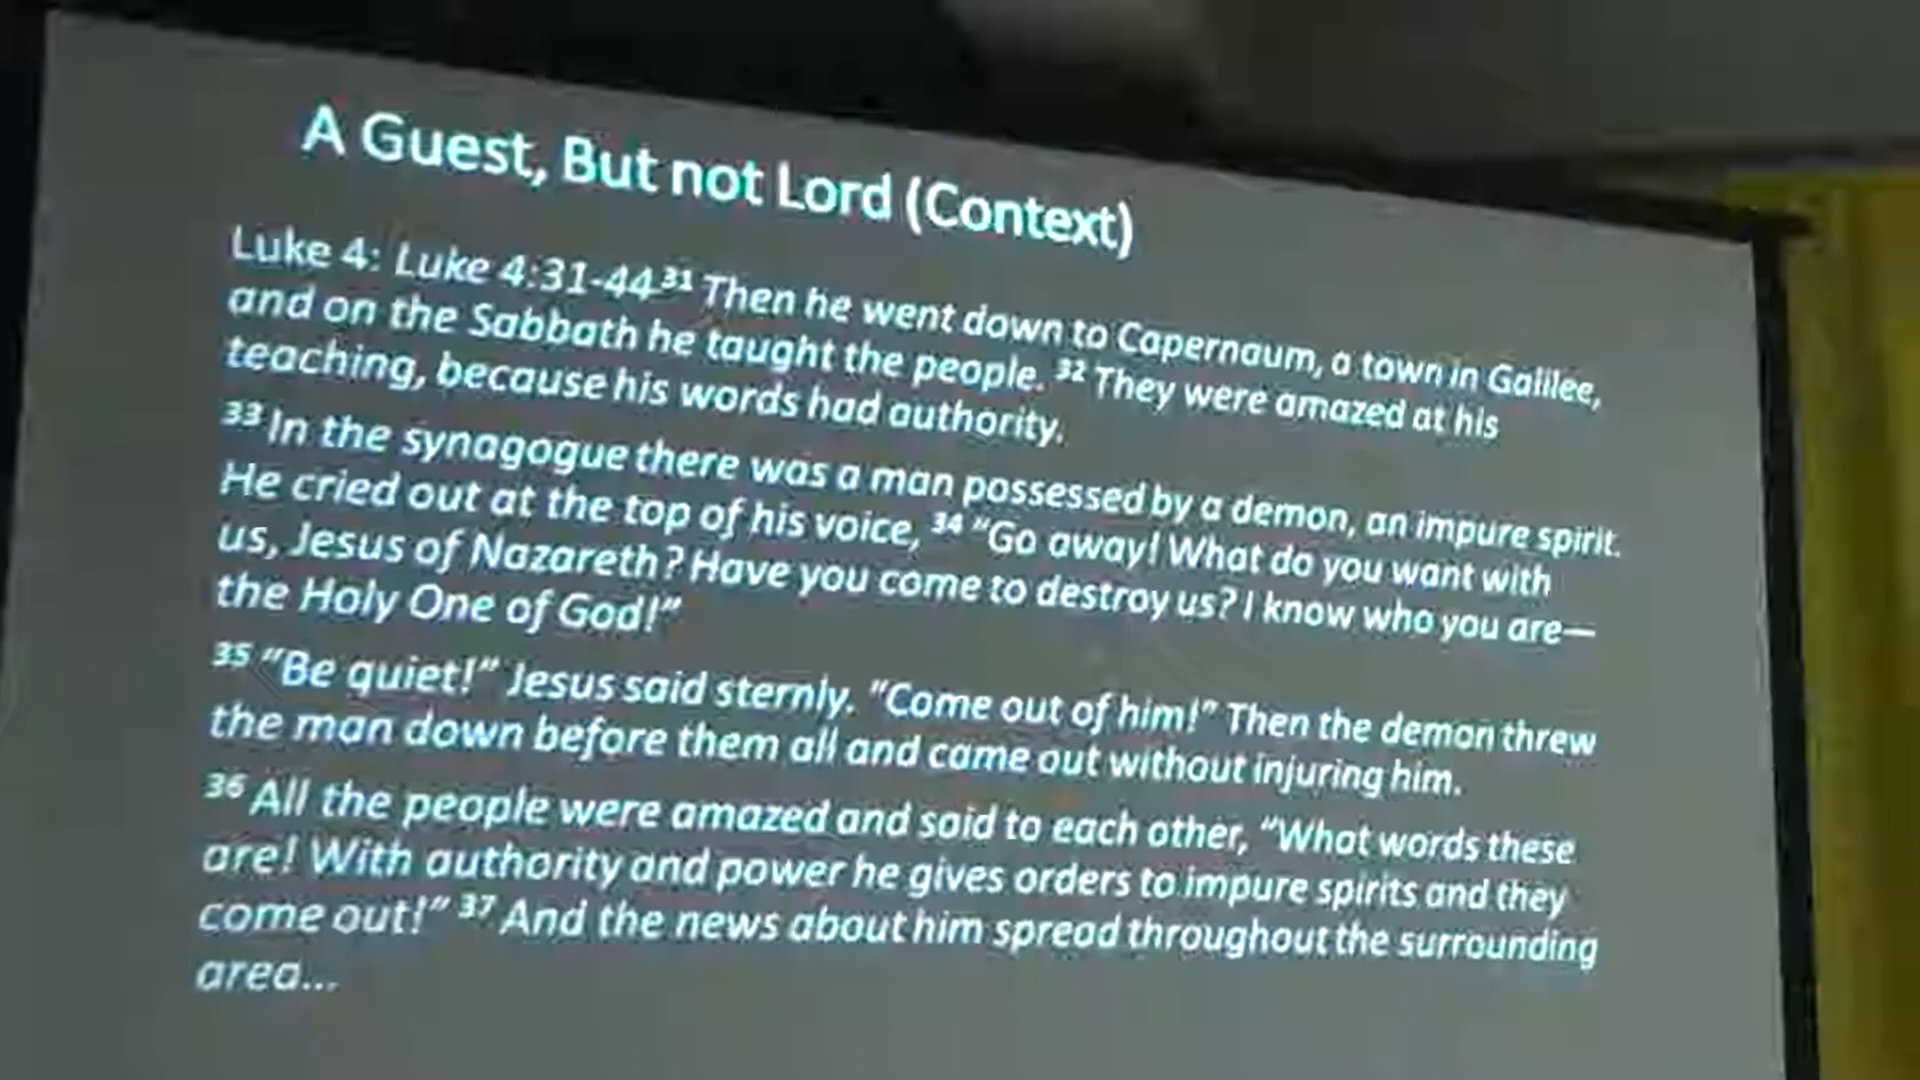 A Guest, But not Lord (Context)
Luke 4: Luke 4:31-44 31 Then he went down to Capernaum, a town in Galilee,
and on the Sabbath he taught the people. 32 They were amazed at his
teaching, because his words had authority.
33 In the synagogue there was a man possessed by a demon, an impure spirit.
He cried out at the top of his voice, 34 “Go away! What do you want with
us, Jesus of Nazareth? Have you come to destroy us? I know who you are—
the Holy One of God!”
35 “Be quiet!” Jesus said sternly. “Come out of him!” Then the demon threw
the man down before them all and came out without injuring him.
36 All the people were amazed and said to each other, “What words these
are! With authority and power he gives orders to impure spirits and they
come out!” 37 And the news about him spread throughout the surrounding
area...